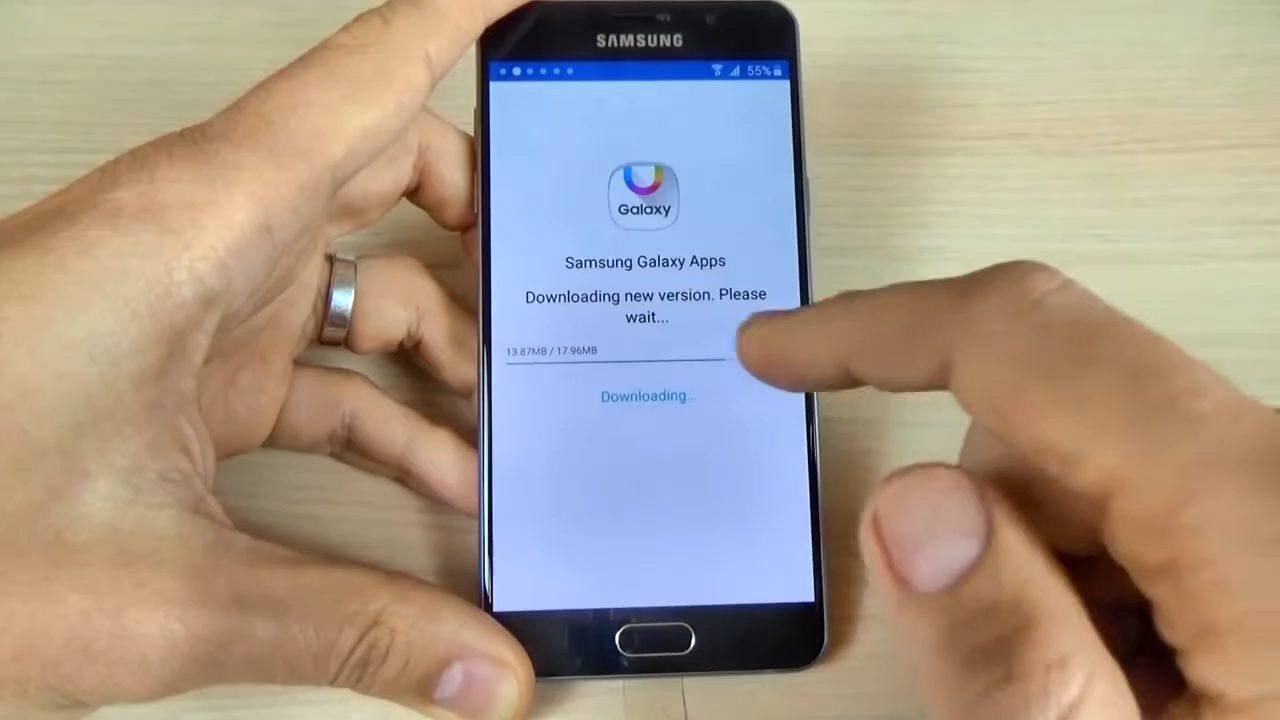 SAMSUNG
55%
Galaxy
Samsung Galaxy Apps
Downloading new version. Please
wait...
13.87MB / 17.96MB
Downloading...